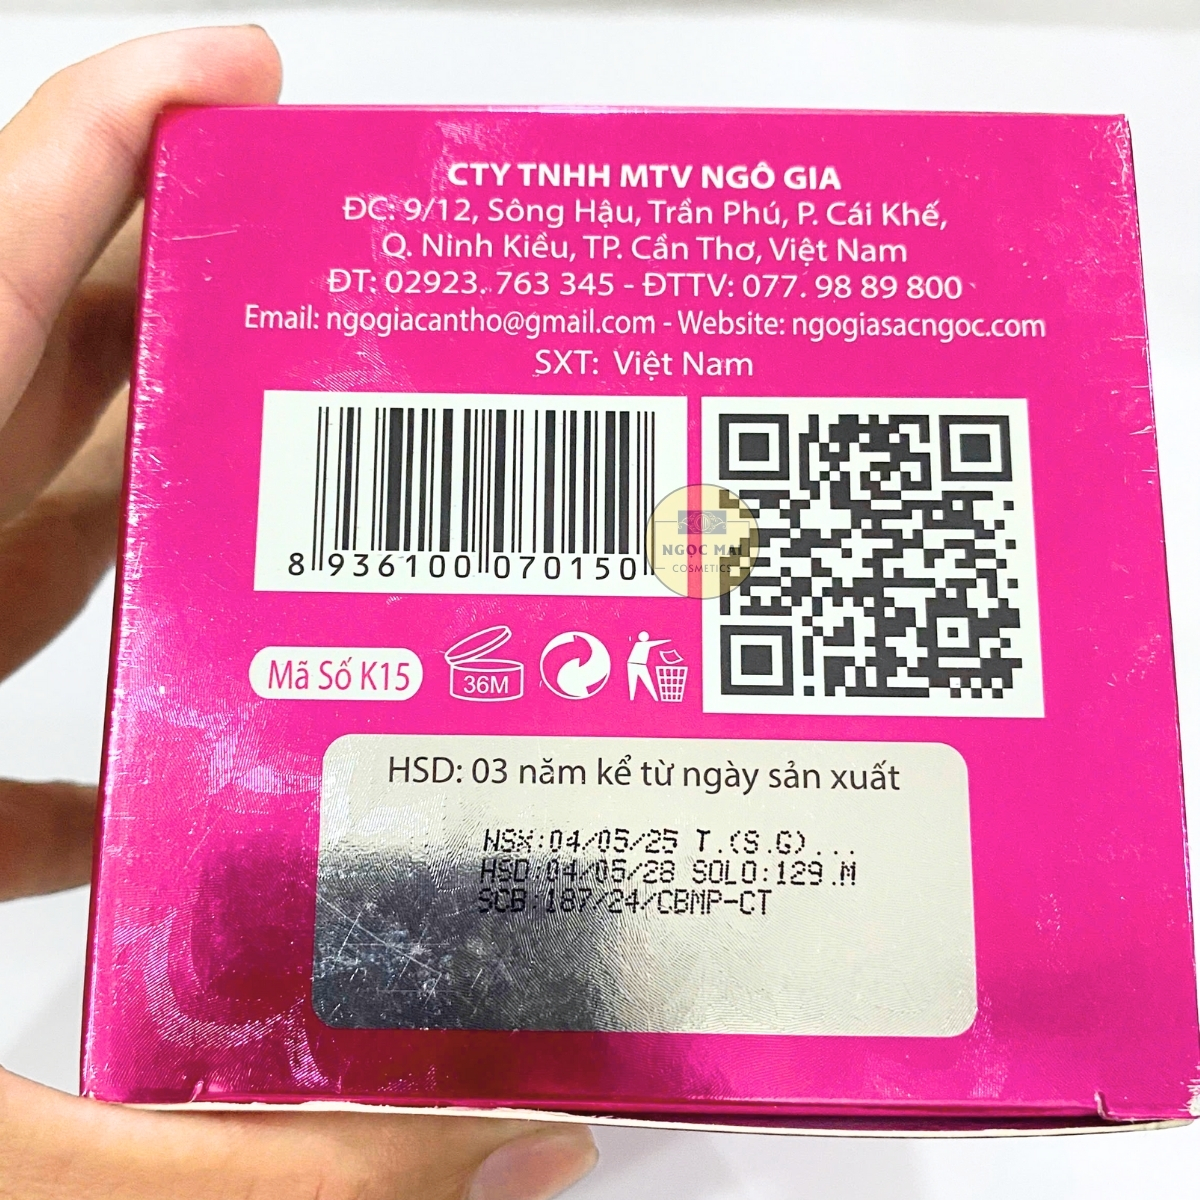 CTY TNHH MTV NGÔ GIA
ĐC: 9/12, Sông Hậu, Trần Phú, P. Cái Khế,
Q. Ninh Kiều, TP. Cần Thơ, Việt Nam
ĐT: 02923. 763 345 - ĐTTV: 077. 98 89 800
Email: ngogiacantho@gmail.com - Website: ngogiasacngoc.com
SXT: Việt Nam
8 936100 070150
NGOC MAI
COSMETICS
Mã Số K15
36M
HSD: 03 năm kể từ ngày sản xuất
NSX:04/05/25 T.(S.G)...
HSD:04/05/28 SOLO:129.M
SCB:187/24/CBMP-CT